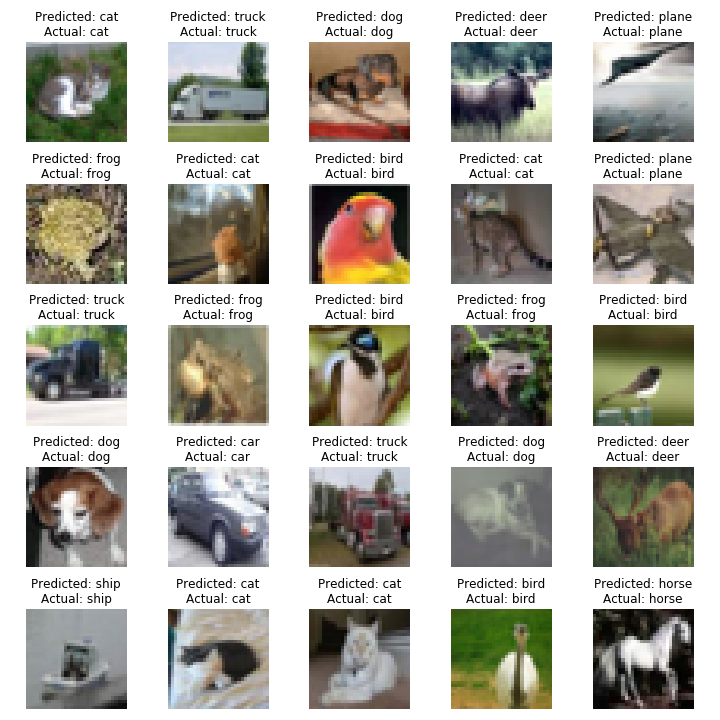 Predicted: cat
Actual: cat
Predicted: truck
Actual: truck
Predicted: dog
Actual: dog
Predicted: deer
Actual: deer
Predicted: plane
Actual: plane
Predicted: frog
Actual: frog
Predicted: cat
Actual: cat
Predicted: bird
Actual: bird
Predicted: cat
Actual: cat
Predicted: plane
Actual: plane
Predicted: truck
Actual: truck
Predicted: frog
Actual: frog
Predicted: bird
Actual: bird
Predicted: frog
Actual: frog
Predicted: bird
Actual: bird
Predicted: dog
Actual: dog
Predicted: car
Actual: car
Predicted: truck
Actual: truck
Predicted: dog
Actual: dog
Predicted: deer
Actual: deer
Predicted: ship
Actual: ship
Predicted: cat
Actual: cat
Predicted: cat
Actual: cat
Predicted: bird
Actual: bird
Predicted: horse
Actual: horse